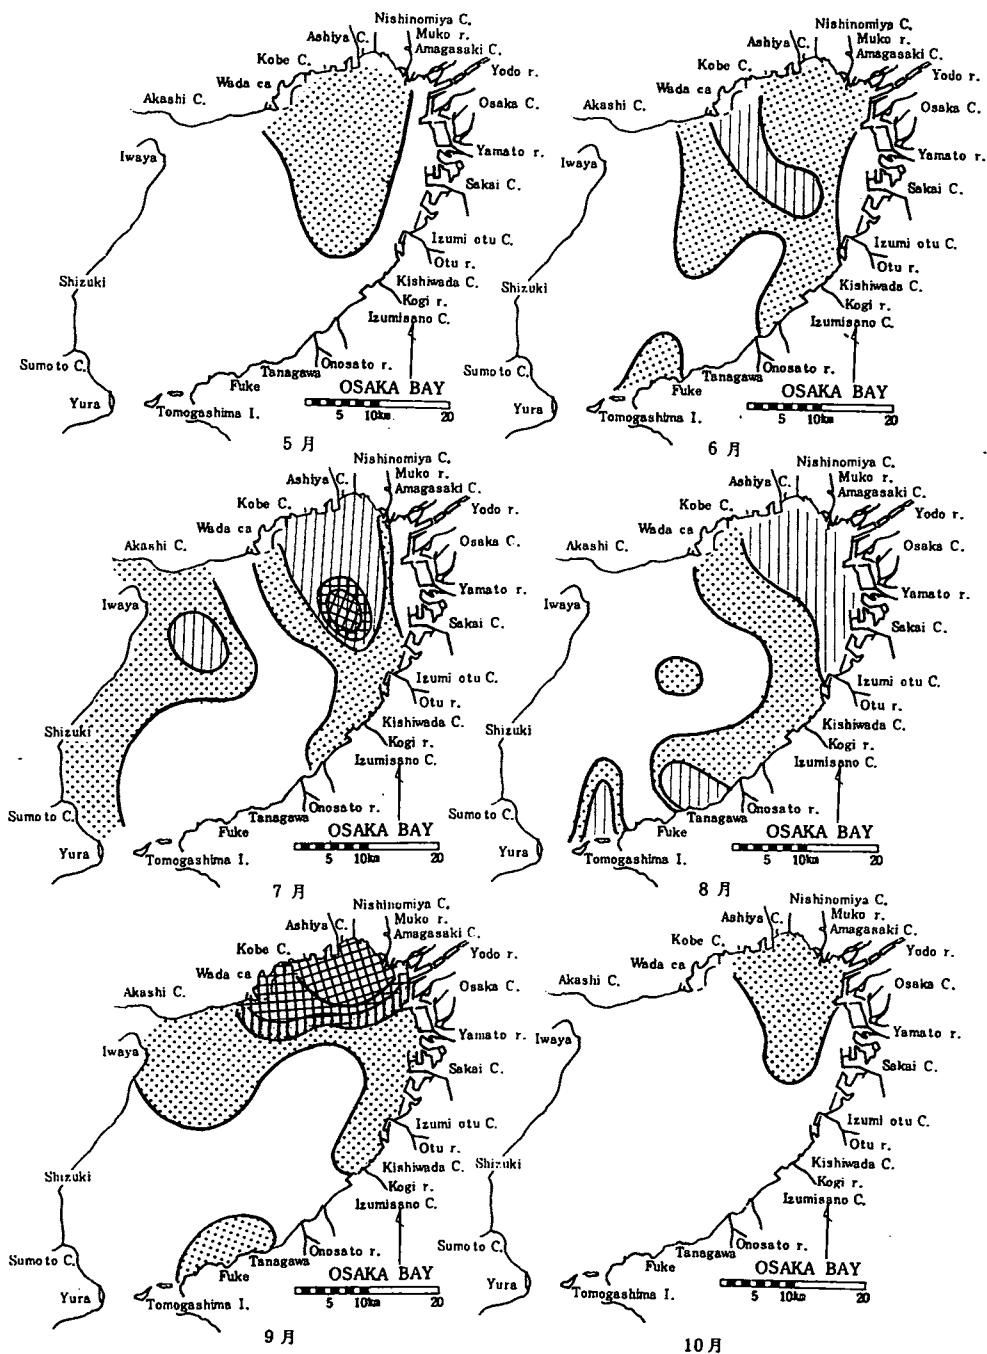 Nishinomiya C.
Ashiya C.
Muko r.
Amagasaki C.
Kobe C.
Yodo r.
Wada ca
Akashi C.
Osaka C.
Iwaya
Yamato r.
Sakai C.
Izumi otu C.
Otu r.
Shizuki
Kishiwada C.
Kogi r.
Izumisano C.
Sumoto C.
Onosato r.
Tanagawa
Fuke
OSAKA BAY
Yura
Tomogashima I.
5 10km 20
5月
Nishinomiya C.
Ashiya C.
Muko r.
Amagasaki C.
Kobe C.
Yodo r.
Wada ca
Akashi C.
Osaka C.
Iwaya
Yamato r.
Sakai C.
Izumi otu C.
Otu r.
Shizuki
Kishiwada C.
Kogi r.
Izumisano C.
Sumoto C.
Onosato r.
Tanagawa
Fuke
OSAKA BAY
Yura
Tomogashima I.
5 10km 20
6月
Nishinomiya C.
Ashiya C.
Muko r.
Amagasaki C.
Kobe C.
Yodo r.
Wada ca
Akashi C.
Osaka C.
Iwaya
Yamato r.
Sakai C.
Izumi otu C.
Otu r.
Shizuki
Kishiwada C.
Kogi r.
Izumisano C.
Sumoto C.
Onosato r.
Tanagawa
Fuke
OSAKA BAY
Yura
Tomogashima I.
5 10km 20
7月
Nishinomiya C.
Ashiya C.
Muko r.
Amagasaki C.
Kobe C.
Yodo r.
Wada ca
Akashi C.
Osaka C.
Iwaya
Yamato r.
Sakai C.
Izumi otu C.
Otu r.
Shizuki
Kishiwada C.
Kogi r.
Izumisano C.
Sumoto C.
Onosato r.
Tanagawa
Fuke
OSAKA BAY
Yura
Tomogashima I.
5 10km 20
8月
Nishinomiya C.
Ashiya C.
Muko r.
Amagasaki C.
Kobe C.
Yodo r.
Wada ca
Akashi C.
Osaka C.
Iwaya
Yamato r.
Sakai C.
Izumi otu C.
Otu r.
Shizuki
Kishiwada C.
Kogi r.
Izumisano C.
Sumoto C.
Onosato r.
Tanagawa
Fuke
OSAKA BAY
Yura
Tomogashima I.
5 10km 20
9月
Nishinomiya C.
Ashiya C.
Muko r.
Amagasaki C.
Kobe C.
Yodo r.
Wada ca
Akashi C.
Osaka C.
Iwaya
Yamato r.
Sakai C.
Izumi otu C.
Otu r.
Shizuki
Kishiwada C.
Kogi r.
Izumisano C.
Sumoto C.
Onosato r.
Tanagawa
Fuke
OSAKA BAY
Yura
Tomogashima I.
5 10km 20
10月